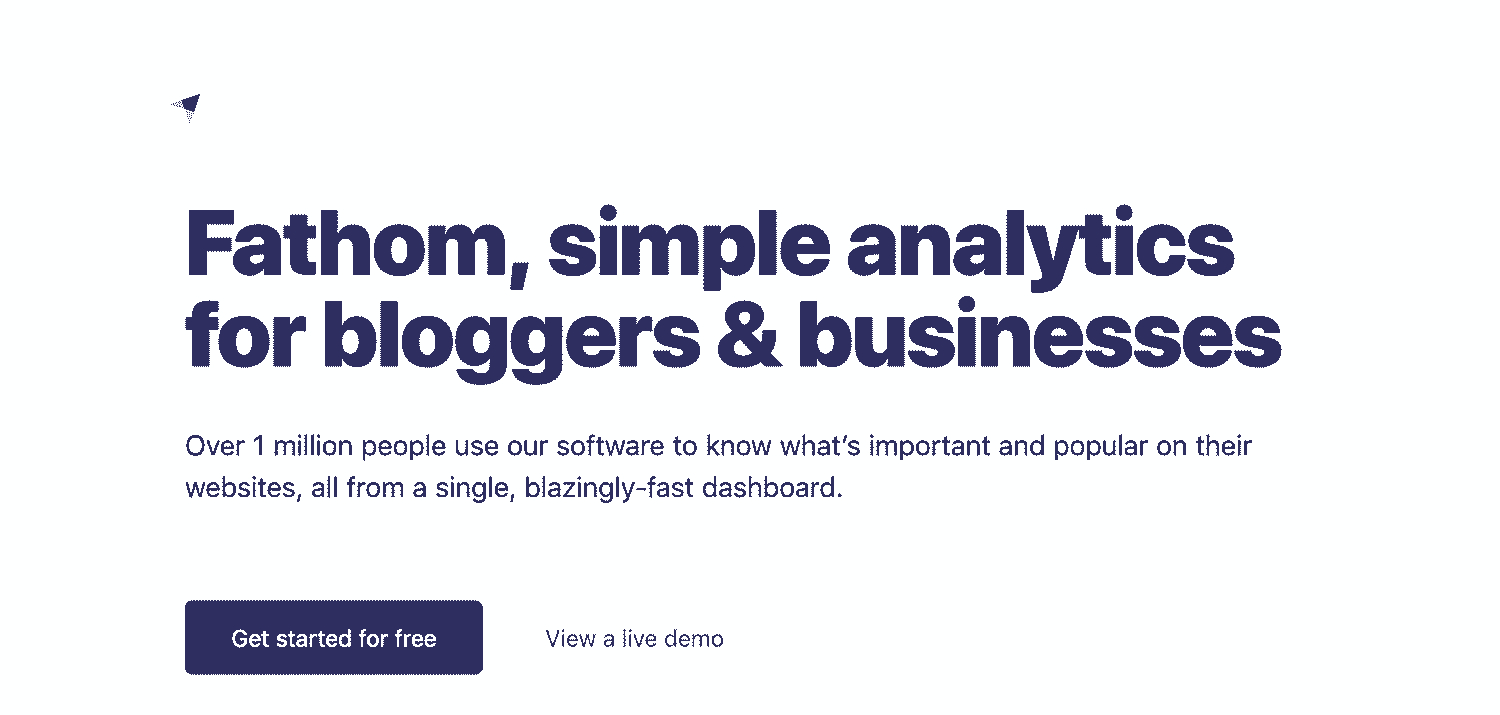 Fathom, simple analytics
for bloggers & businesses
Over 1 million people use our software to know what’s important and popular on their
websites, all from a single, blazingly-fast dashboard.
Get started for free
View a live demo